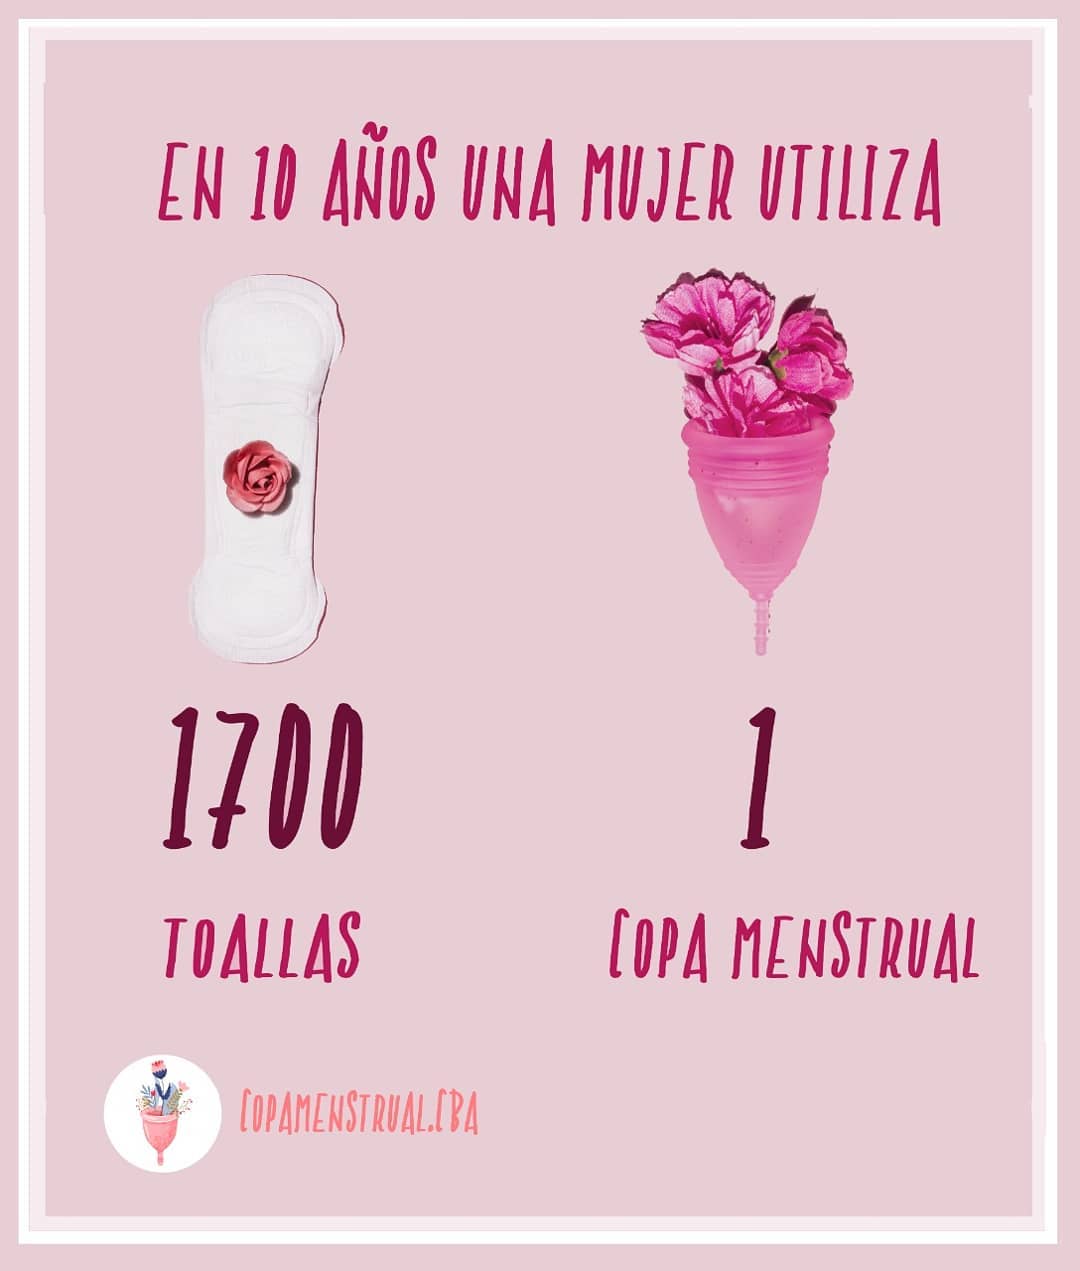 EN 10 AÑOS UNA MUJER UTILIZA
1700
TOALLAS
1
COPA MENSTRUAL
COPAMENSTRUAL.CBA